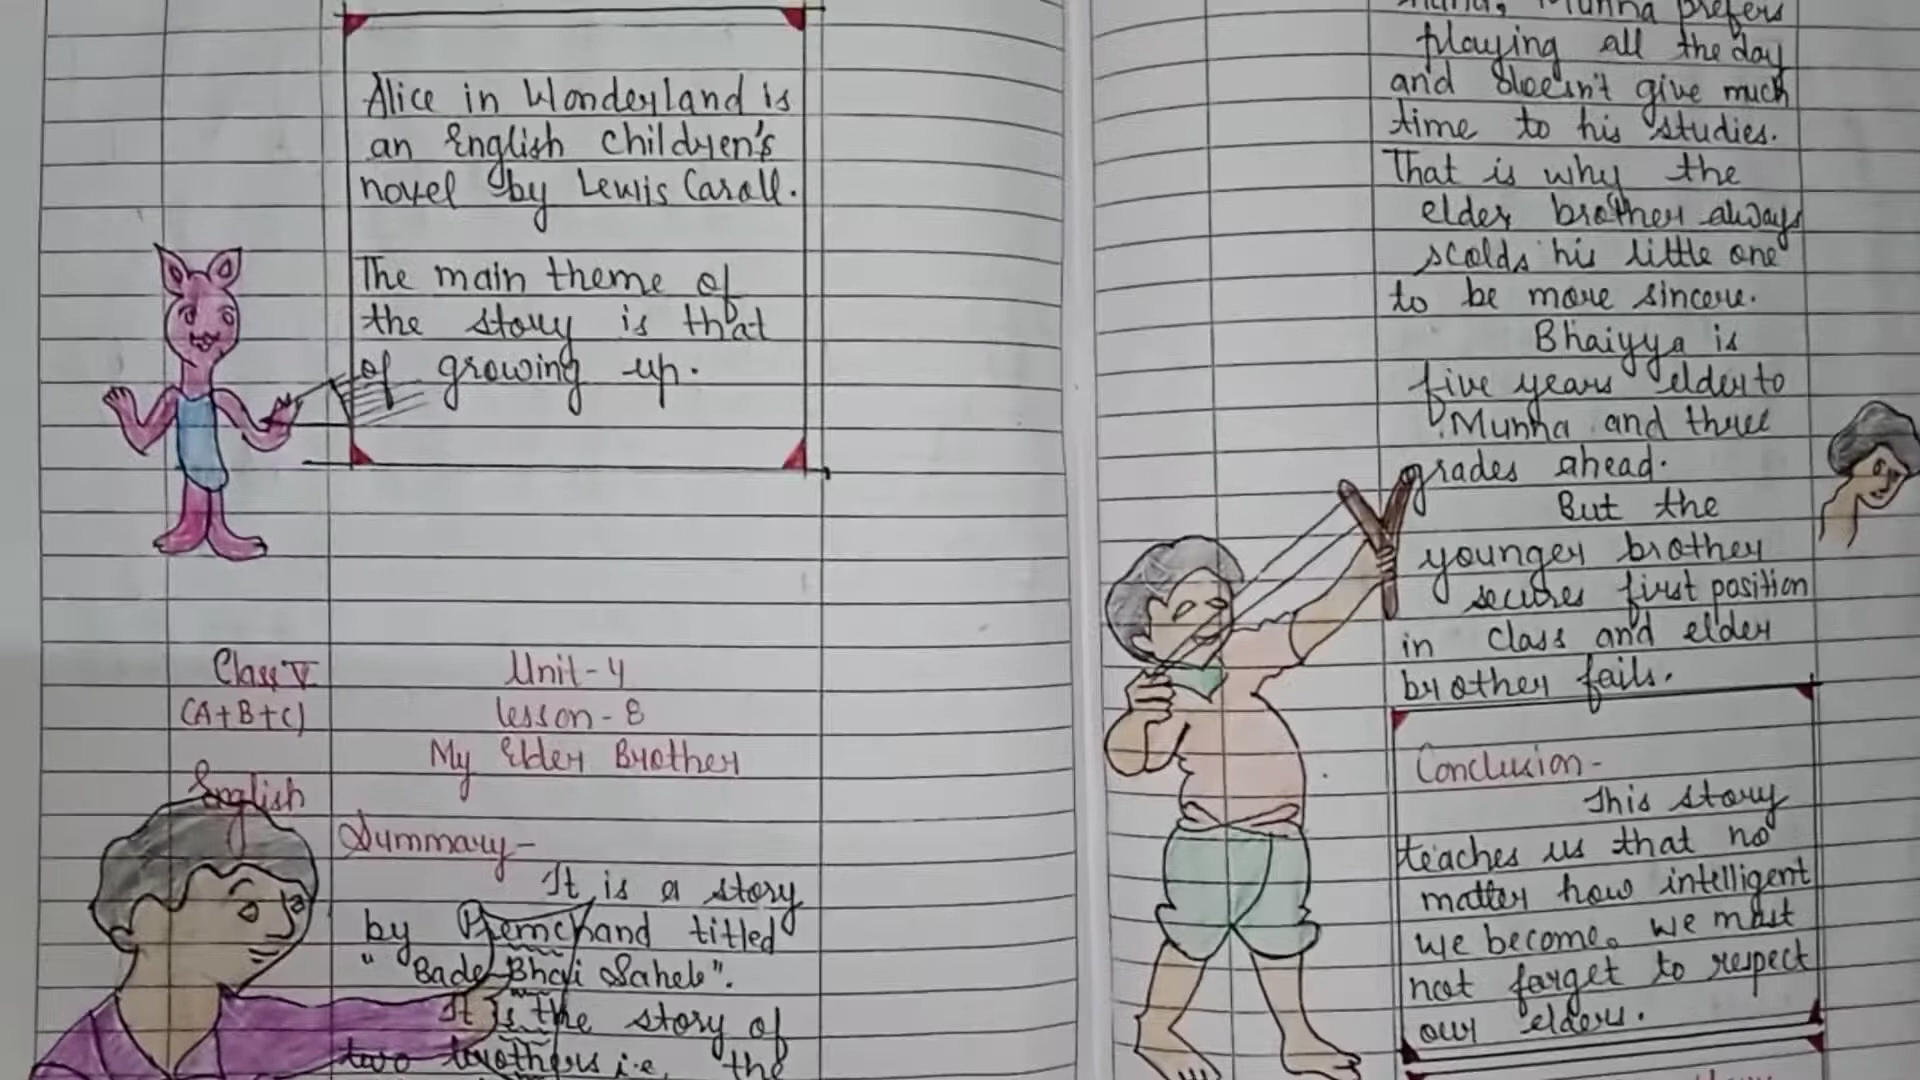 Alice in Wonderland is
an English children's
novel by Lewis Carall.
The main theme of
the story is that
of growing up.
Class V
(A+B+C)
English
Unit-4
lesson-8
My Elder Brother
Summary-
It is a story
by Premchand titled
" Bade Bhai Saheb".
It is the story of
two brothers i.e. the
Munna prefers
playing all the day
and doesn't give much
time to his studies.
That is why the
elder brother always
scolds his little one
to be more sincere.
Bhaiyya is
five years elder to
Munna and three
grades ahead.
But the
younger brother
secures first position
in class and elder
brother fails.
Conclusion-
This story
teaches us that no
matter how intelligent
we become, we must
not forget to respect
our elders.